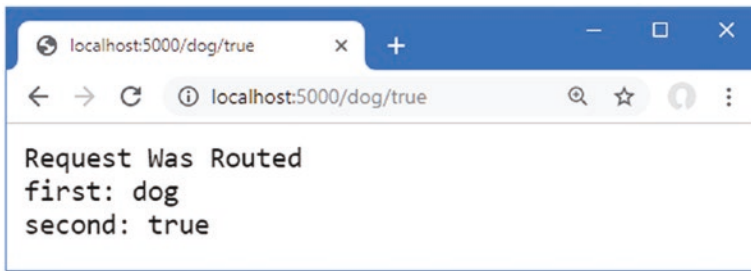 localhost:5000/dog/true
localhost:5000/dog/true
Request Was Routed
first: dog
second: true